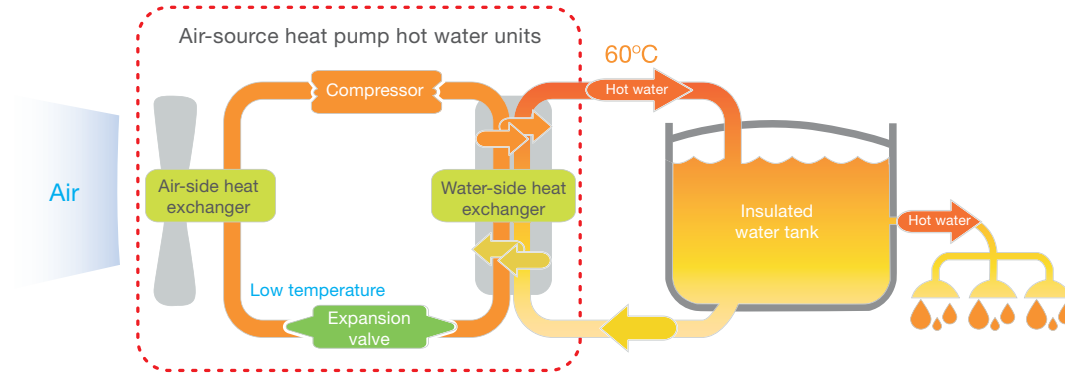 Air-source heat pump hot water units
60°C
Compressor
Hot water
Air
Air-side heat
exchanger
Water-side heat
exchanger
Insulated
water tank
Hot water
Low temperature
Expansion
valve